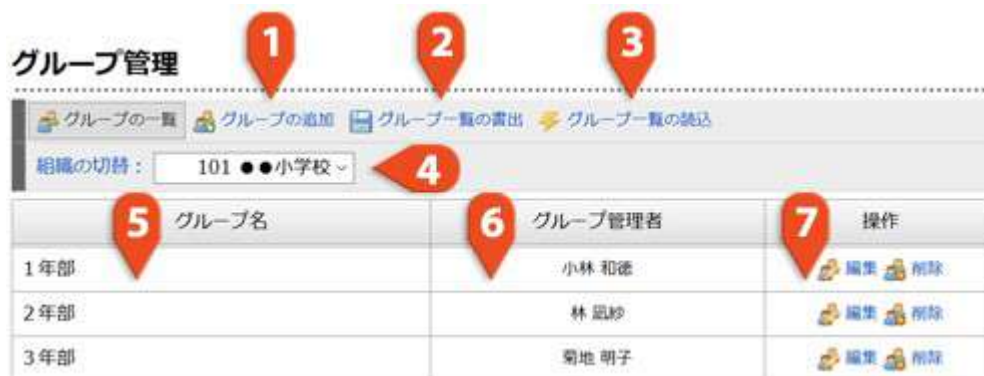 1 2 3
グループ管理
グループの一覧 グループの追加 グループ一覧の書出 グループ一覧の読込
組織の切替： 101 ●●小学校 4
5 グループ名 6 グループ管理者 7 操作
1年部 小林 和徳 編集 削除
2年部 林 凪紗 編集 削除
3年部 菊地 明子 編集 削除